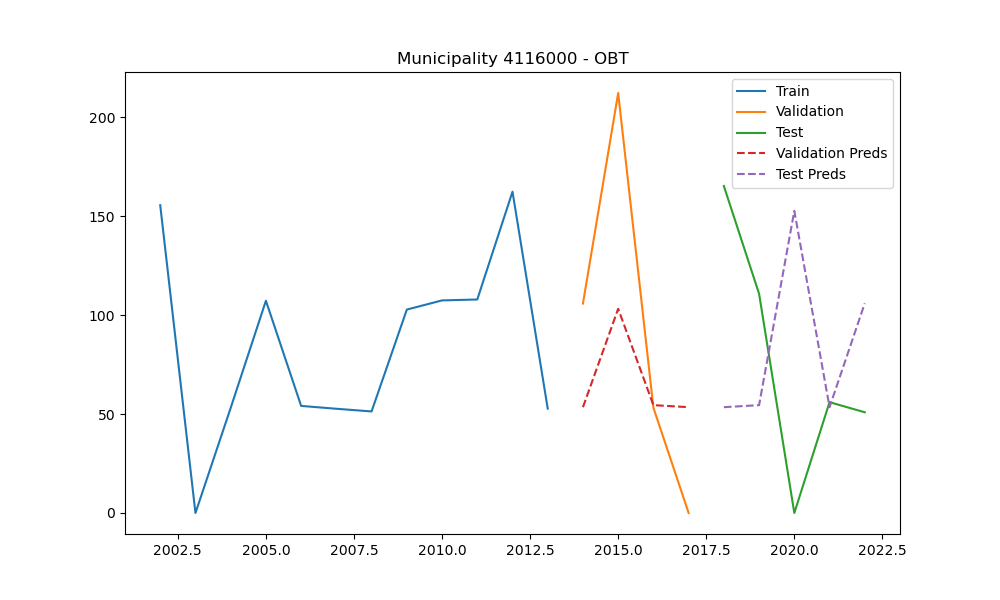 Municipality 4116000 - OBT
Train
Validation
Test
Validation Preds
Test Preds
200
150
100
50
0
2002.5 2005.0 2007.5 2010.0 2012.5 2015.0 2017.5 2020.0 2022.5